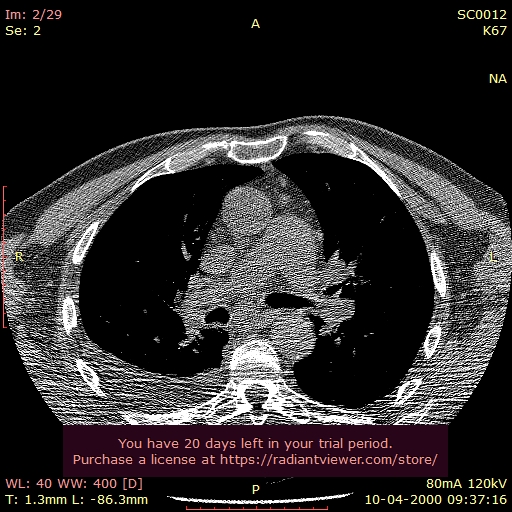 Im: 2/29
Se: 2
A
SC0012
K67
NA
R
L
You have 20 days left in your trial period.
Purchase a license at https://radiantviewer.com/store/
WL: 40 WW: 400 [D]
T: 1.3mm L: -86.3mm
P
80mA 120kV
10-04-2000 09:37:16